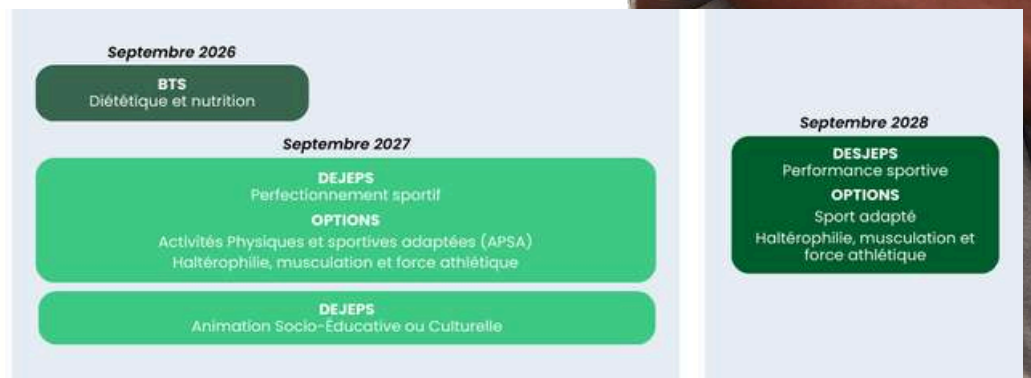 Septembre 2026
BTS
Diététique et nutrition
Septembre 2027
DEJEPS
Perfectionnement sportif
OPTIONS
Activités Physiques et sportives adaptées (APSA)
Haltérophilie, musculation et force athlétique
DEJEPS
Animation Socio-Éducative ou Culturelle
Septembre 2028
DESJEPS
Performance sportive
OPTIONS
Sport adapté
Haltérophilie, musculation et
force athlétique